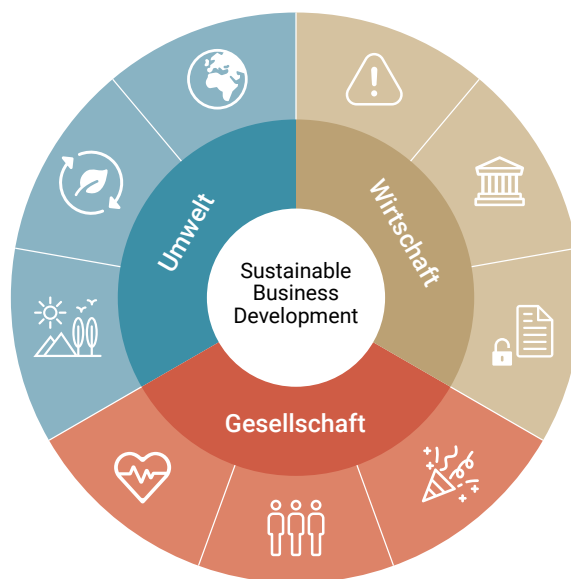 Umwelt
Wirtschaft
Sustainable
Business
Development
Gesellschaft